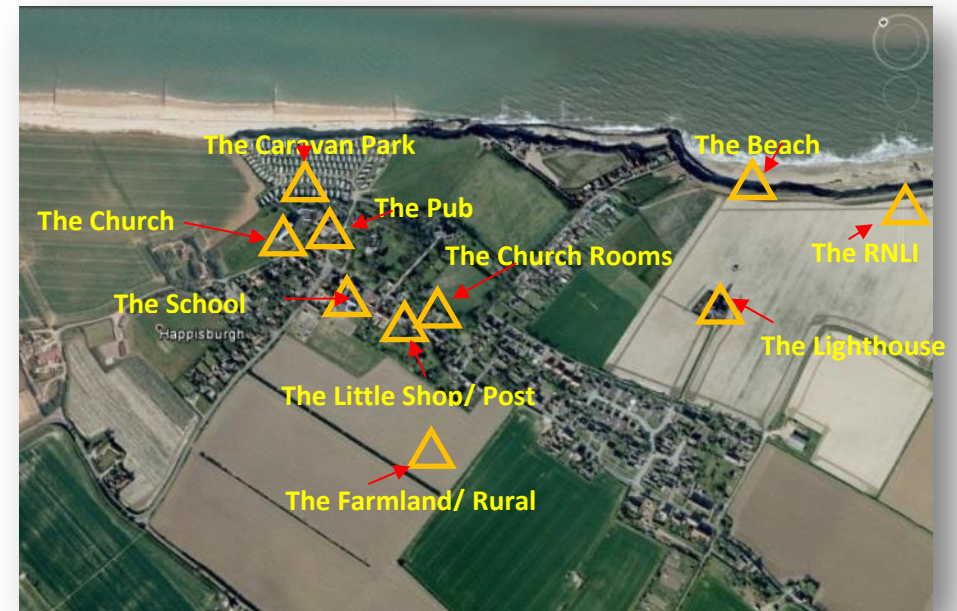 The Caravan Park
The Beach
The Pub
The Church
The Church Rooms
The RNLI
The School
Happisburgh
The Lighthouse
The Little Shop/ Post
The Farmland/ Rural